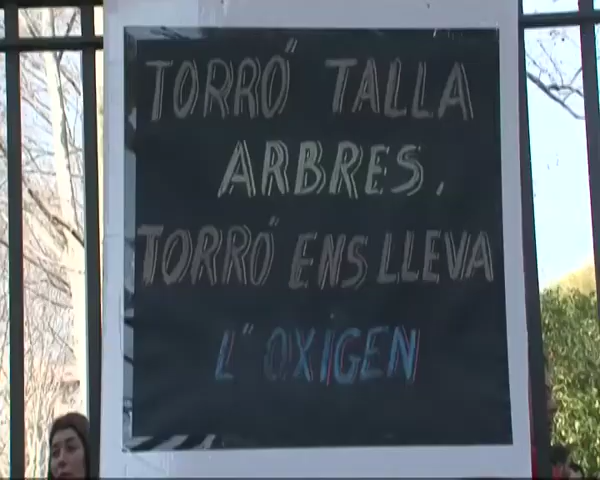 TORRÓ TALLA
ARBRES,
TORRÓ ENS LLEVA
L'' OXIGEN